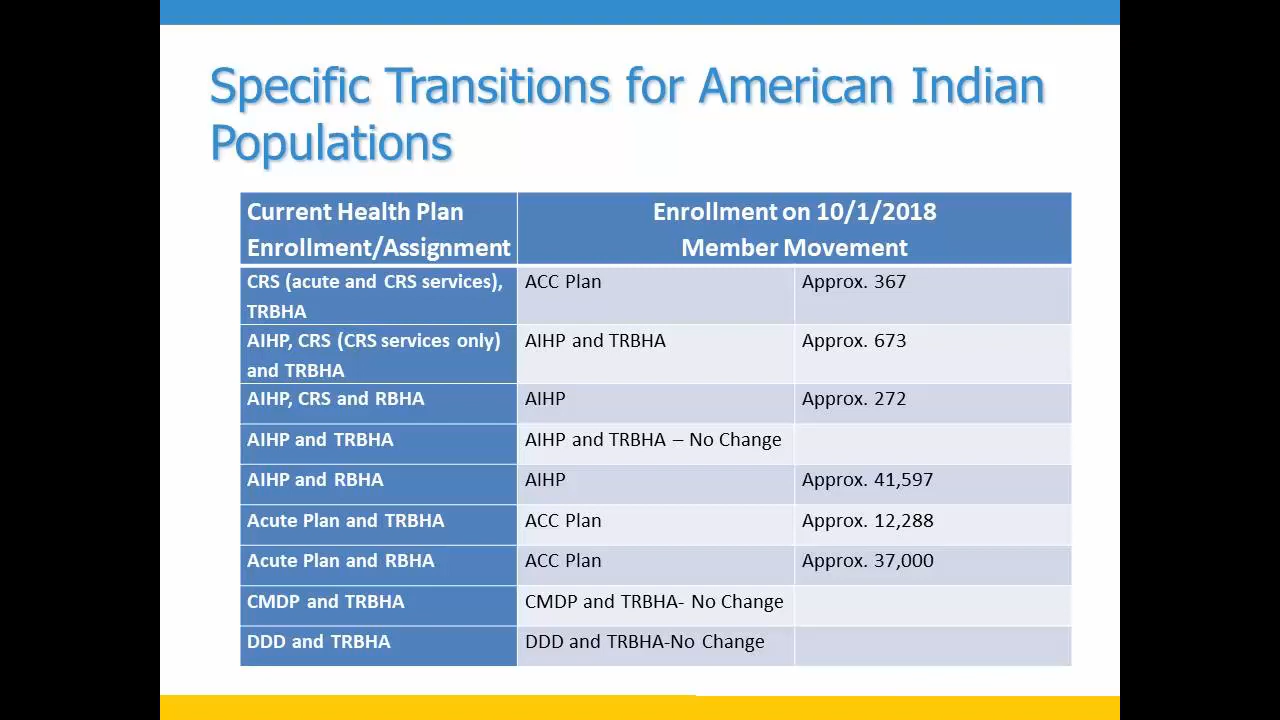 Specific Transitions for American Indian
Populations
Current Health Plan
Enrollment/Assignment
Enrollment on 10/1/2018
Member Movement
CRS (acute and CRS services),
TRBHA
ACC Plan
Approx. 367
AIHP, CRS (CRS services only)
and TRBHA
AIHP and TRBHA
Approx. 673
AIHP, CRS and RBHA
AIHP
Approx. 272
AIHP and TRBHA
AIHP and TRBHA – No Change
AIHP and RBHA
AIHP
Approx. 41,597
Acute Plan and TRBHA
ACC Plan
Approx. 12,288
Acute Plan and RBHA
ACC Plan
Approx. 37,000
CMDP and TRBHA
CMDP and TRBHA- No Change
DDD and TRBHA
DDD and TRBHA-No Change